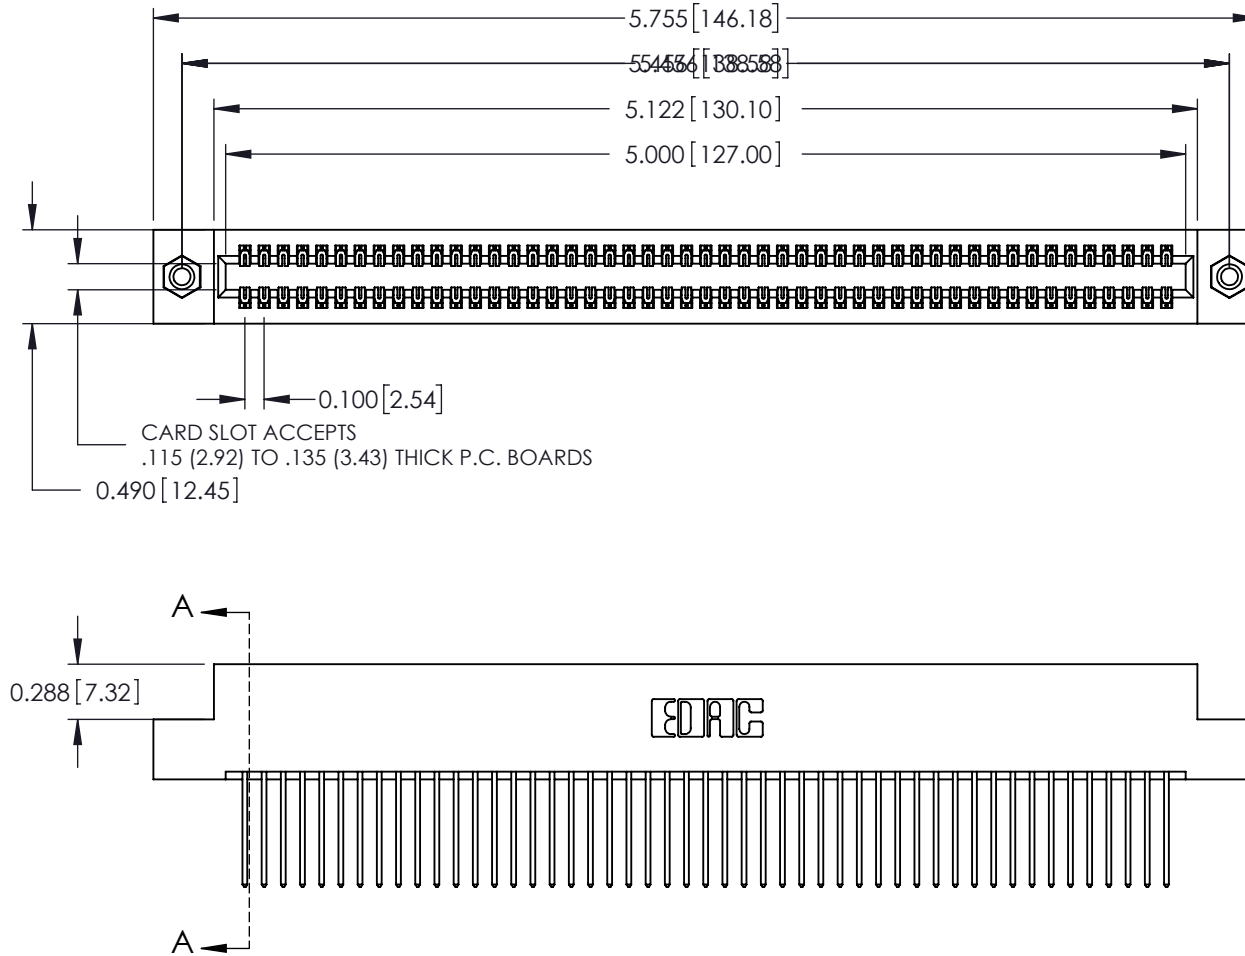 5.755[146.18]
5.122[130.10]
5.000[127.00]
0.100[2.54]
CARD SLOT ACCEPTS
.115 (2.92) TO .135 (3.43) THICK P.C. BOARDS
0.490[12.45]
A
0.288[7.32]
EDAC
A